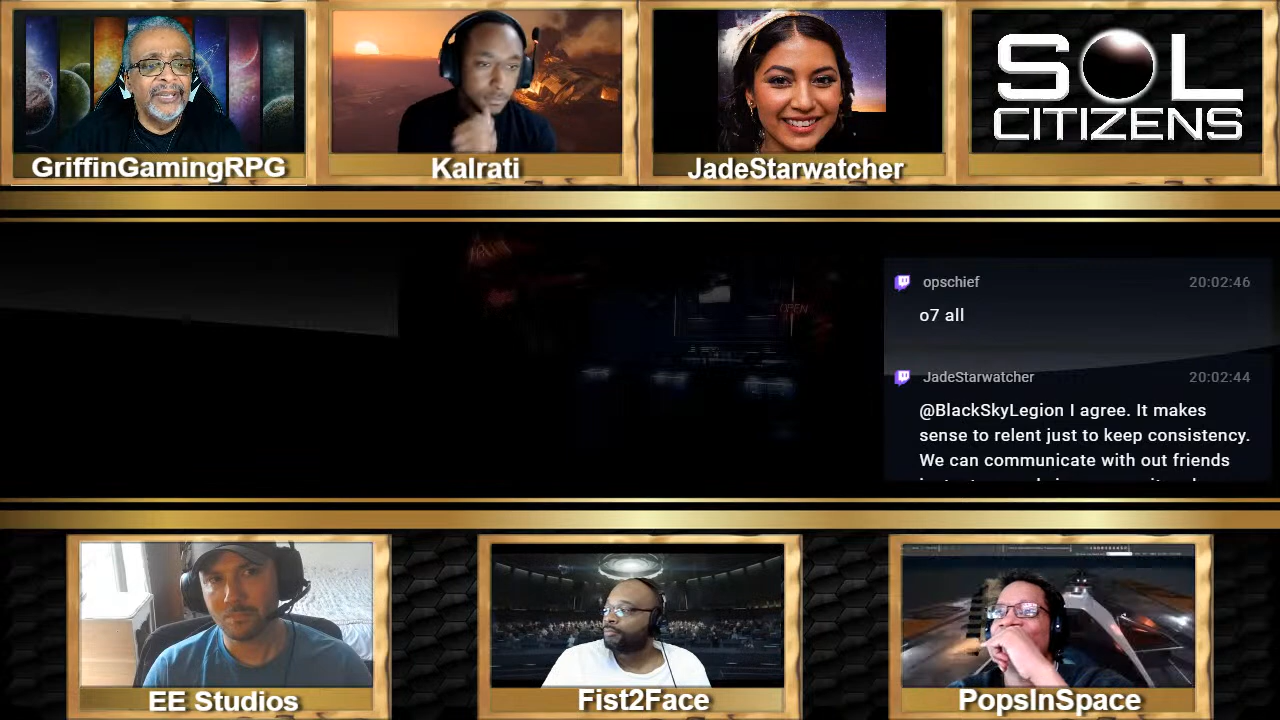 SOL
CITIZENS
GriffinGamingRPG
Kalrati
JadeStarwatcher
opschief 20:02:46
o7 all
JadeStarwatcher 20:02:44
@BlackSkyLegion I agree. It makes
sense to relent just to keep consistency.
We can communicate with out friends
OPEN
EE Studios
Fist2Face
PopsInSpace